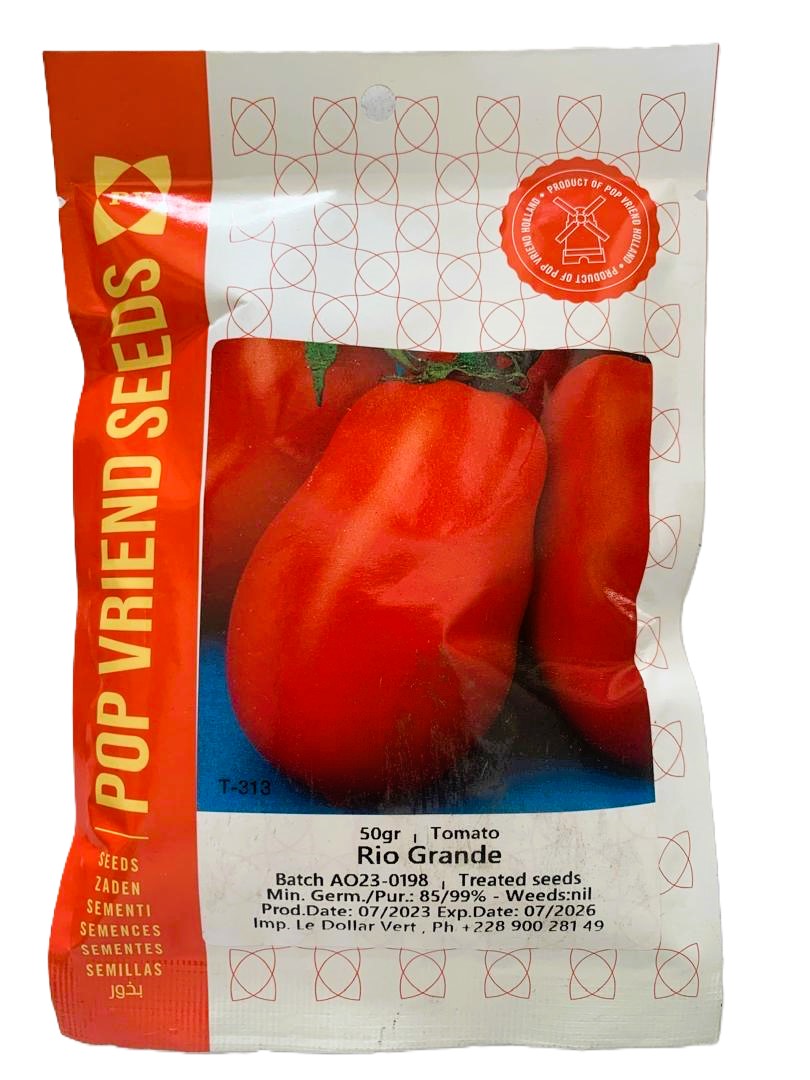 PRODUCT OF POP VRIEND HOLLAND • PRODUCT OF POP VRIEND HOLLAND •
POP VRIEND SEEDS
T-313
50gr | Tomato
Rio Grande
Batch AO23-0198 | Treated seeds
Min. Germ./Pur.: 85/99% - Weeds:nil
Prod.Date: 07/2023 Exp.Date: 07/2026
Imp. Le Dollar Vert , Ph +228 900 281 49
SEEDS
ZADEN
SEMENTI
SEMENCES
SEMENTES
SEMILLAS
بذور